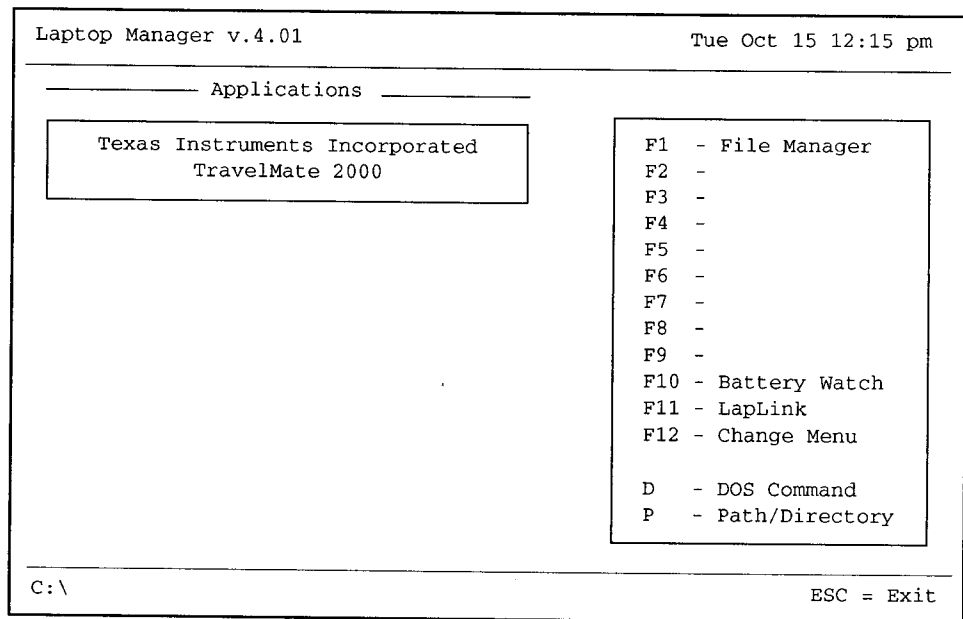 Laptop Manager v.4.01
Tue Oct 15 12:15 pm
Applications
Texas Instruments Incorporated
TravelMate 2000
F1 - File Manager
F2 -
F3 -
F4 -
F5 -
F6 -
F7 -
F8 -
F9 -
F10 - Battery Watch
F11 - LapLink
F12 - Change Menu
D - DOS Command
P - Path/Directory
C:\
ESC = Exit